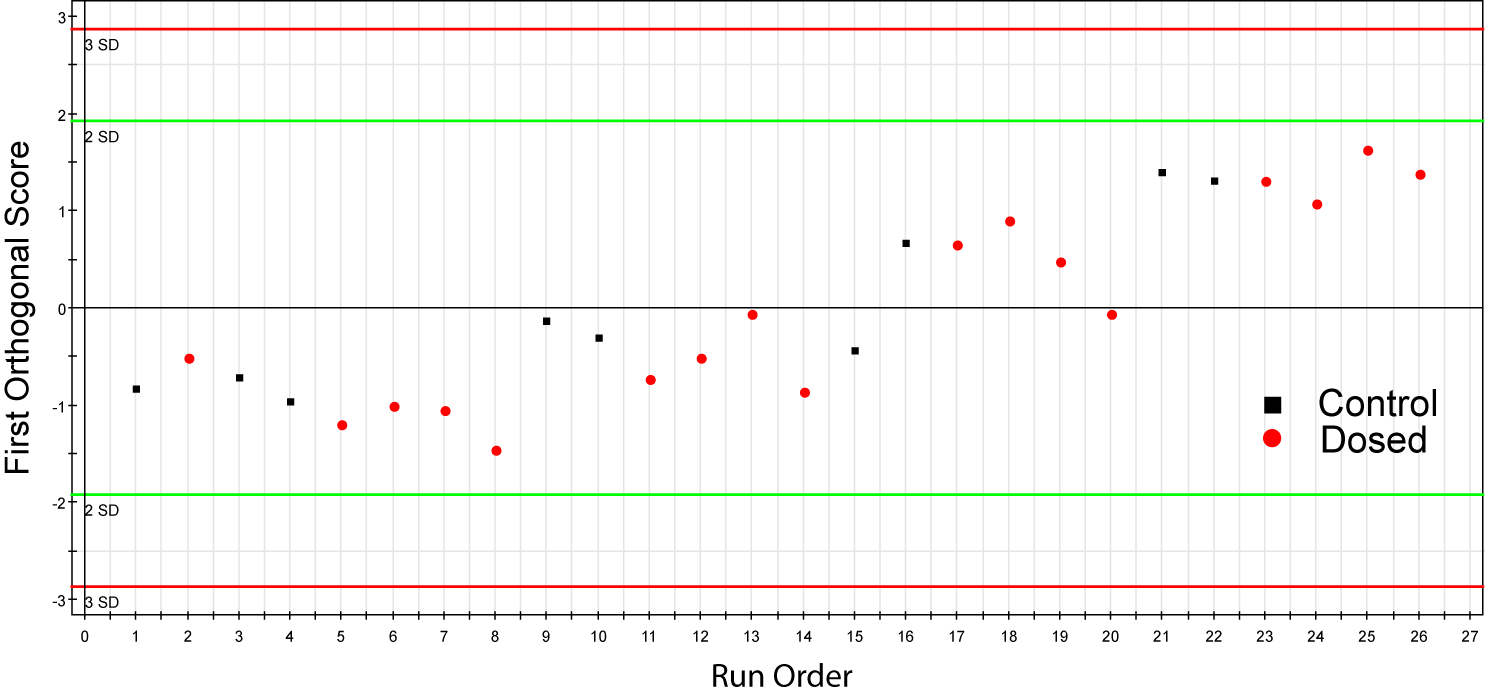 First Orthogonal Score
3
3 SD
2
2 SD
1
0
-1
-2
2 SD
-3
3 SD
Control
Dosed
0 1 2 3 4 5 6 7 8 9 10 11 12 13 14 15 16 17 18 19 20 21 22 23 24 25 26 27
Run Order